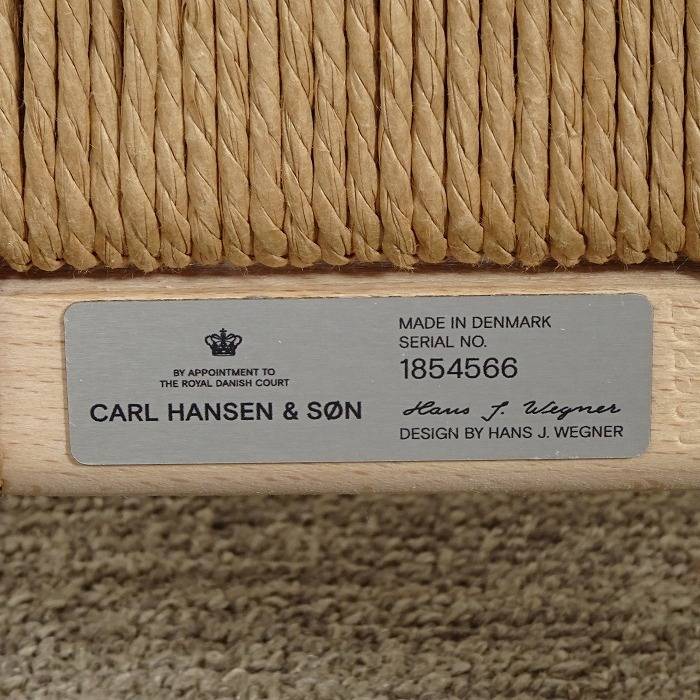 BY APPOINTMENT TO
THE ROYAL DANISH COURT
CARL HANSEN & SØN
MADE IN DENMARK
SERIAL NO.
1854566
Hans J. Wegner
DESIGN BY HANS J. WEGNER